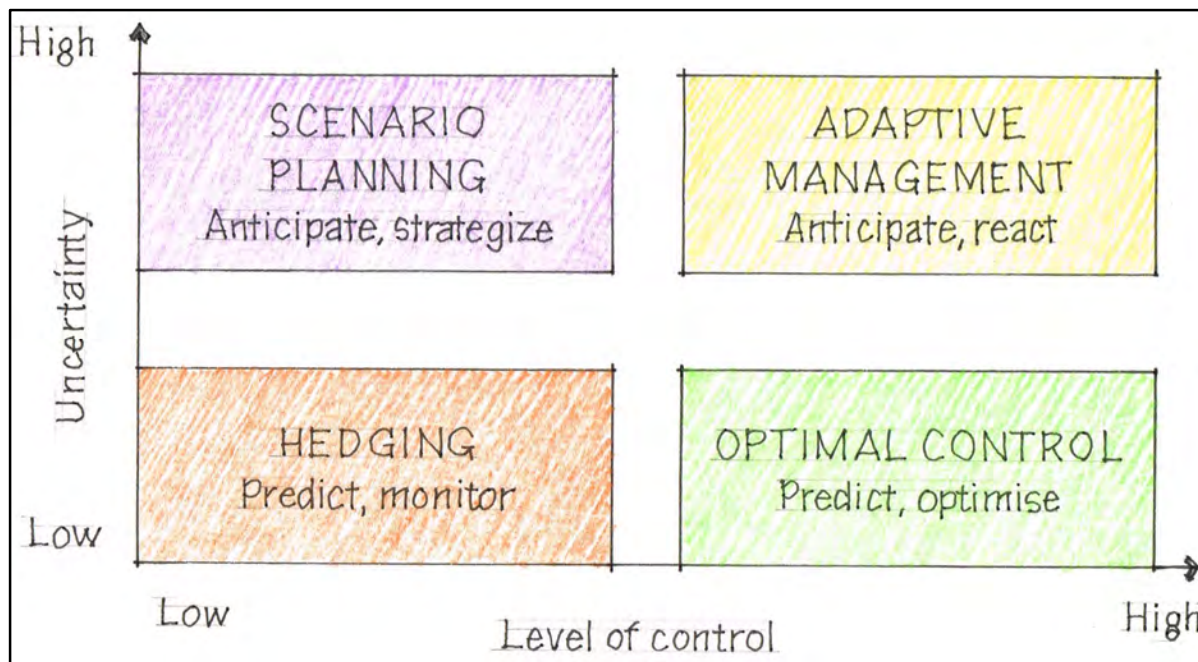 High
SCENARIO
PLANNING
Anticipate, strategize
ADAPTIVE
MANAGEMENT
Anticipate, react
Uncertainty
HEDGING
Predict, monitor
OPTIMAL CONTROL
Predict, optimise
Low
Low
Level of control
High